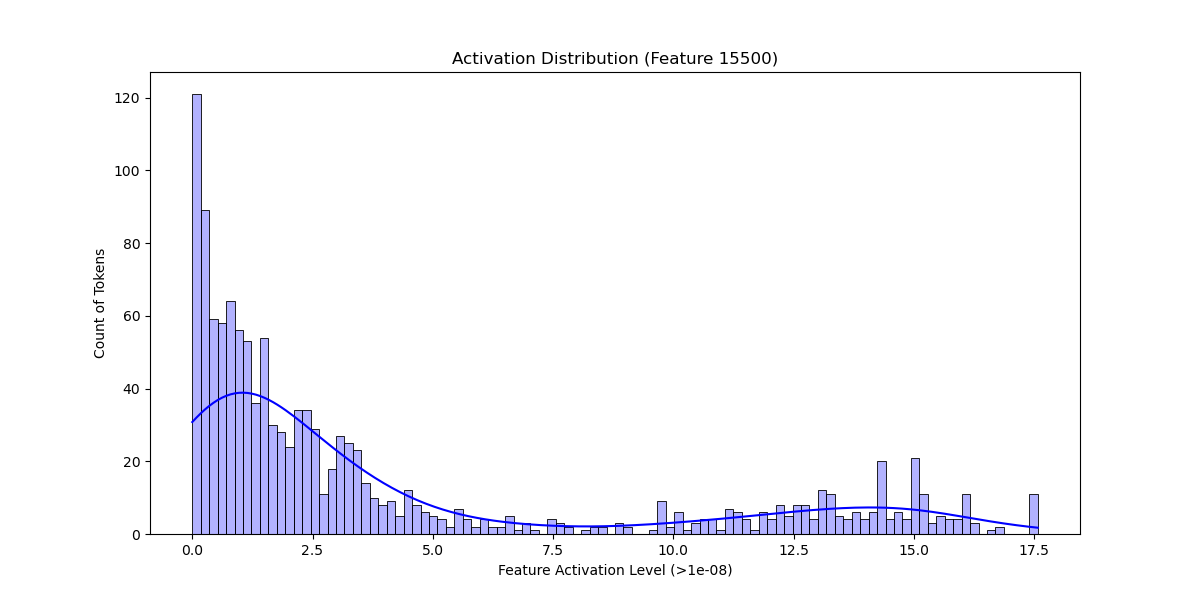 Activation Distribution (Feature 15500)
120
100
80
60
40
20
0
Count of Tokens
0.0 2.5 5.0 7.5 10.0 12.5 15.0 17.5
Feature Activation Level (>1e-08)